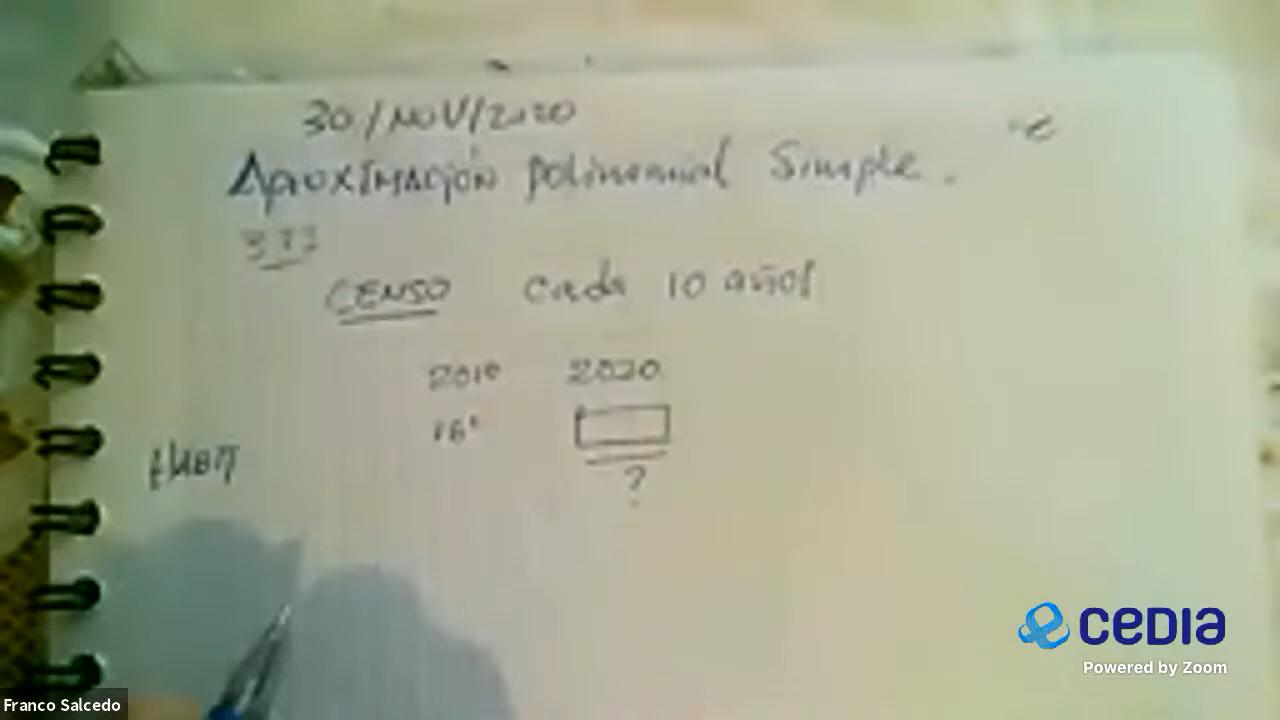 30/NOV/2020
Aproximación polinomial Simple.
CENSO cada 10 años
2010 2020
?
CEDIA
Powered by Zoom
Franco Salcedo